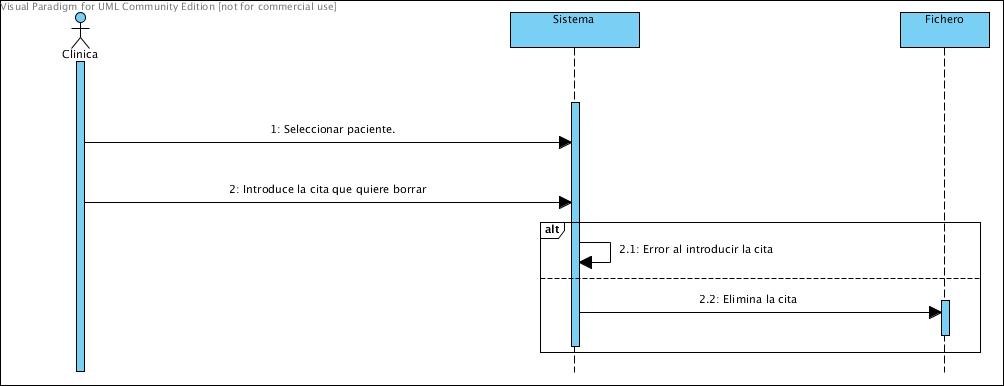 Visual Paradigm for UML Community Edition [not for commercial use]
Sistema
Fichero
Clinica
1: Seleccionar paciente.
2: Introduce la cita que quiere borrar
alt
2.1: Error al introducir la cita
2.2: Elimina la cita